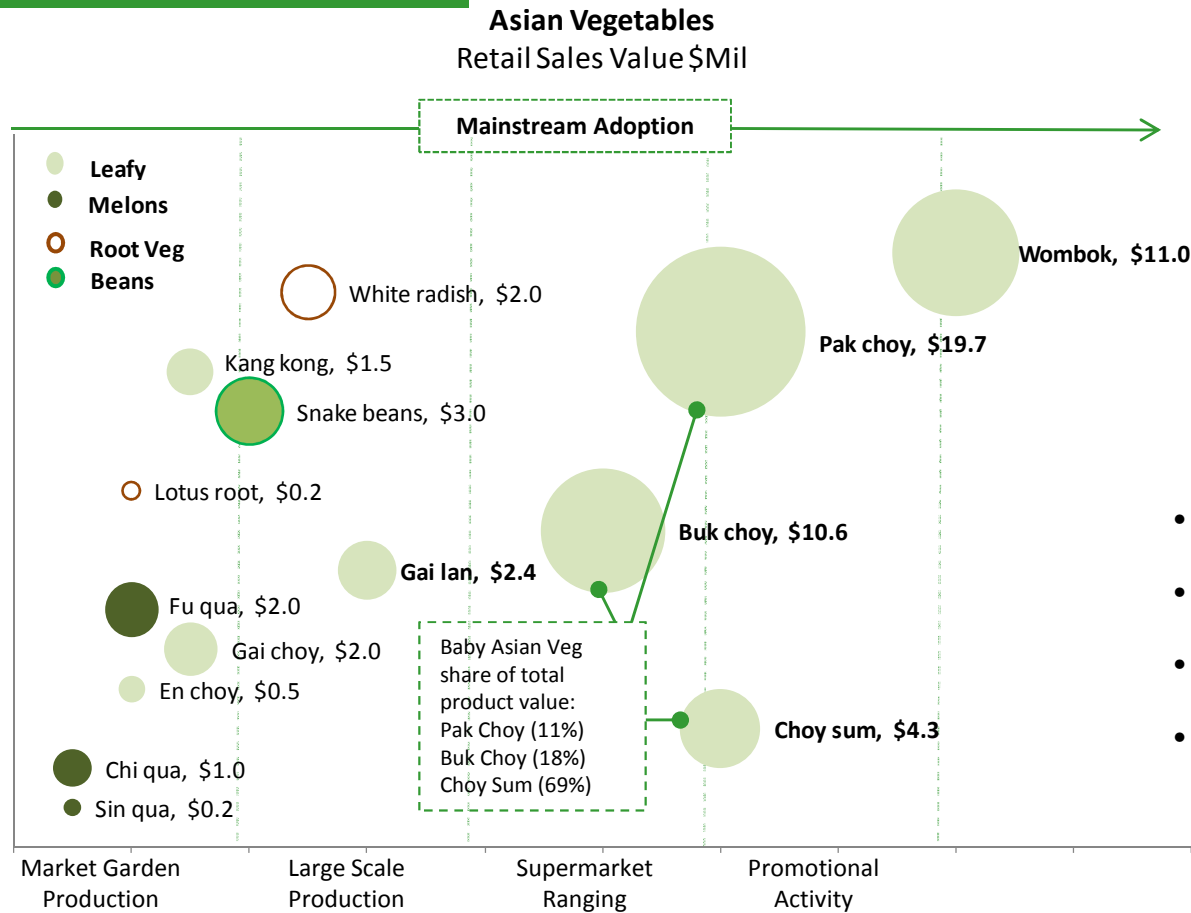 Asian Vegetables
Retail Sales Value $Mil
Mainstream Adoption
Leafy
Melons
Root Veg
Beans
Wombok, $11.0
White radish, $2.0
Pak choy, $19.7
Kang kong, $1.5
Snake beans, $3.0
Lotus root, $0.2
Buk choy, $10.6
Gai lan, $2.4
Fu qua, $2.0
Gai choy, $2.0
En choy, $0.5
Baby Asian Veg
share of total
product value:
Pak Choy (11%)
Buk Choy (18%)
Choy Sum (69%)
Choy sum, $4.3
Chi qua, $1.0
Sin qua, $0.2
Market Garden
Production
Large Scale
Production
Supermarket
Ranging
Promotional
Activity